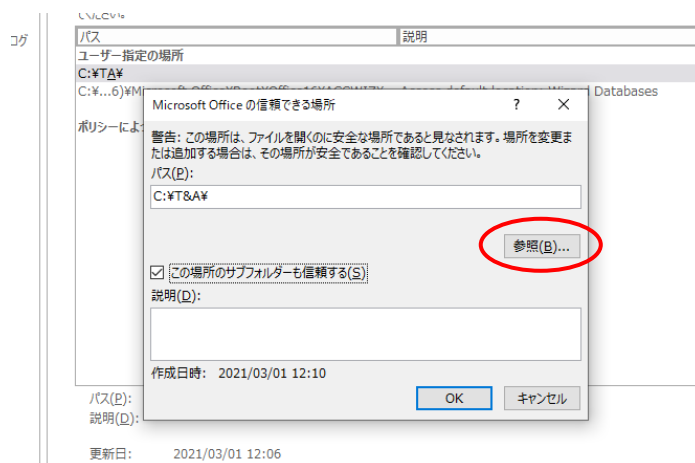 ください。
ログ
パス 説明
ユーザー指定の場所
C:¥TA¥
C:¥...6)¥Mi Databases
ポリシーによ
Microsoft Office の信頼できる場所 ? ×
警告: この場所は、ファイルを開くのに安全な場所であると見なされます。場所を変更ま
たは追加する場合は、その場所が安全であることを確認してください。
パス(P):
C:¥T&A¥
参照(B)...
この場所のサブフォルダーも信頼する(S)
説明(D):
作成日時: 2021/03/01 12:10
OK キャンセル
パス(P):
説明(D):
更新日: 2021/03/01 12:06